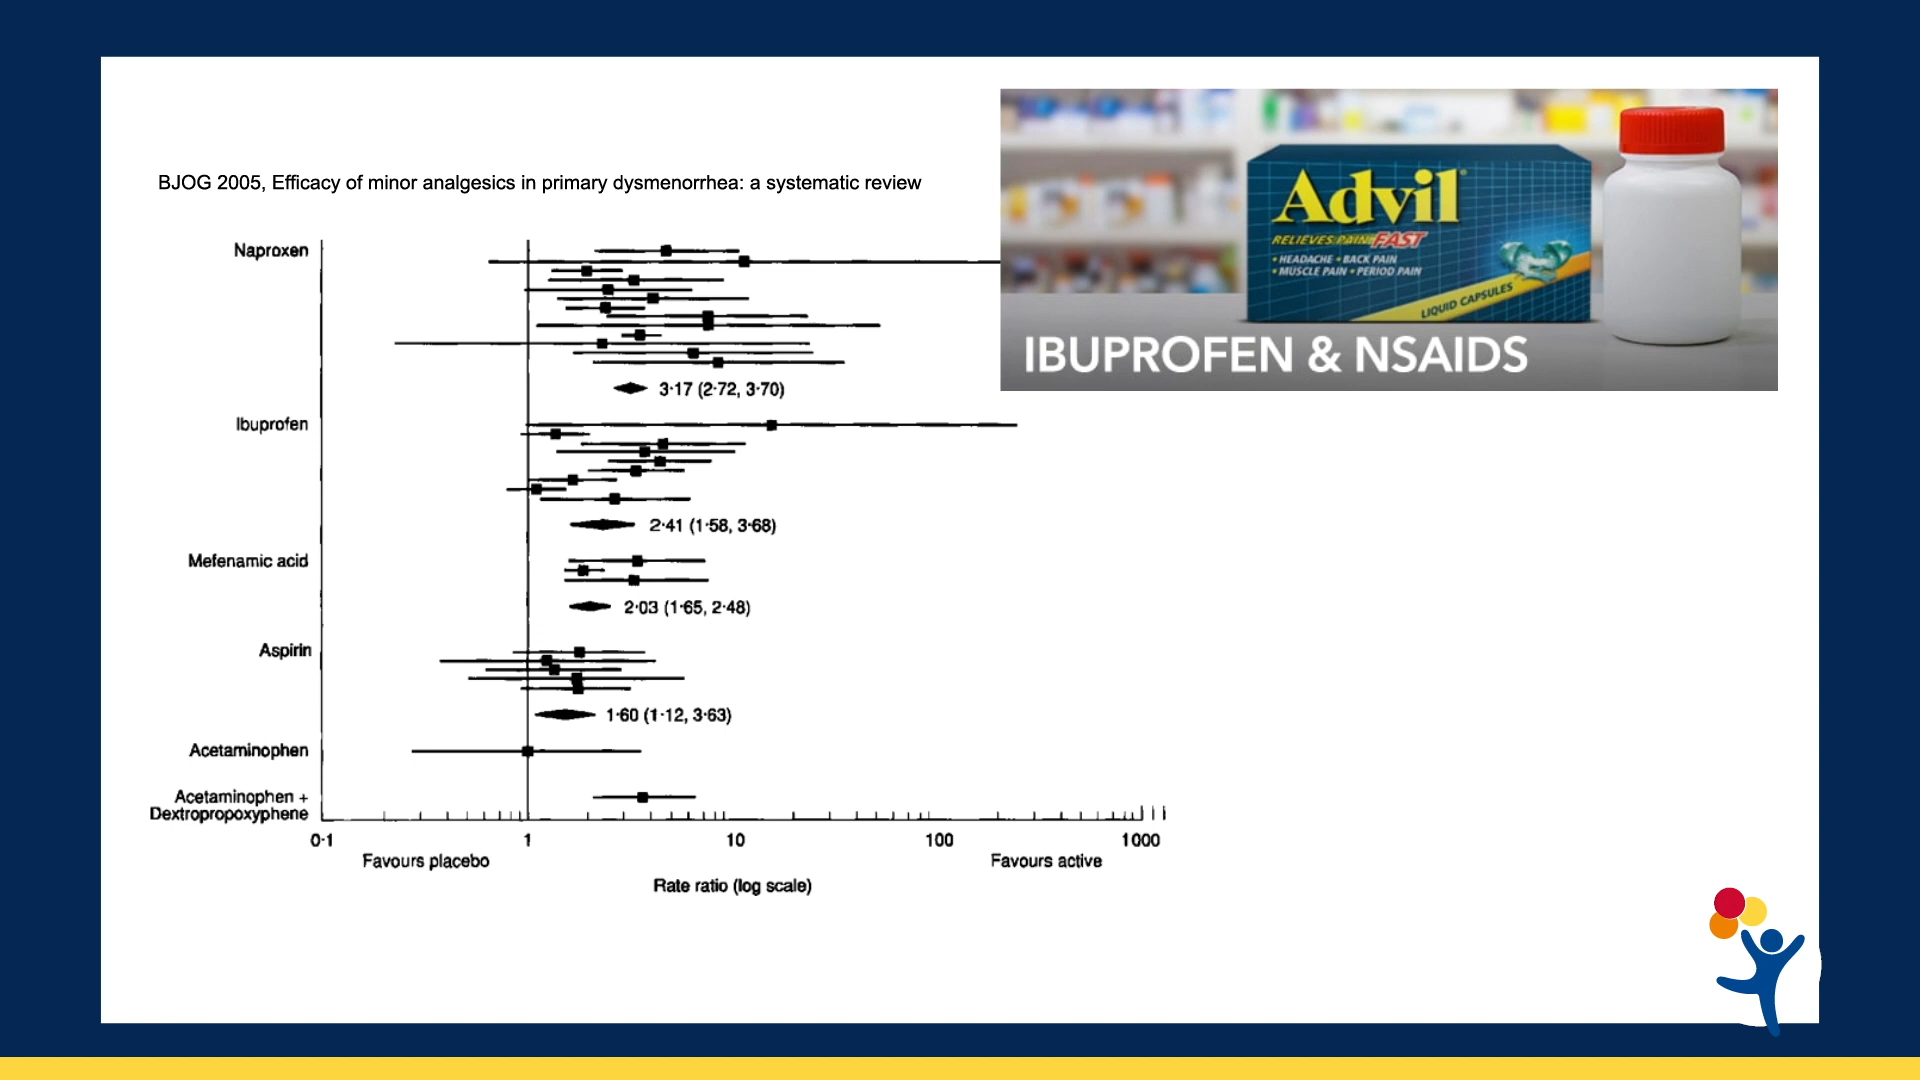 BJOG 2005, Efficacy of minor analgesics in primary dysmenorrhea: a systematic review
Advil
RELIEVES PAIN FAST
• HEADACHE • BACK PAIN
• MUSCLE PAIN • PERIOD PAIN
LIQUID CAPSULES
IBUPROFEN & NSAIDS
Naproxen
3·17 (2·72, 3·70)
Ibuprofen
2·41 (1·58, 3·68)
Mefenamic acid
2·03 (1·65, 2·48)
Aspirin
1·60 (1·12, 3·63)
Acetaminophen
Acetaminophen +
Dextropropoxyphene
0·1 1 10 100 1000
Favours placebo Favours active
Rate ratio (log scale)